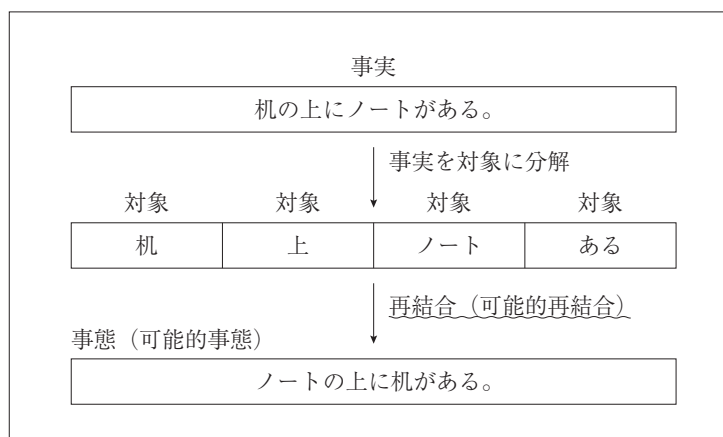 事実
机の上にノートがある。
事実を対象に分解
対象 対象 対象 対象
机 上 ノート ある
再結合（可能的再結合）
事態（可能的事態）
ノートの上に机がある。